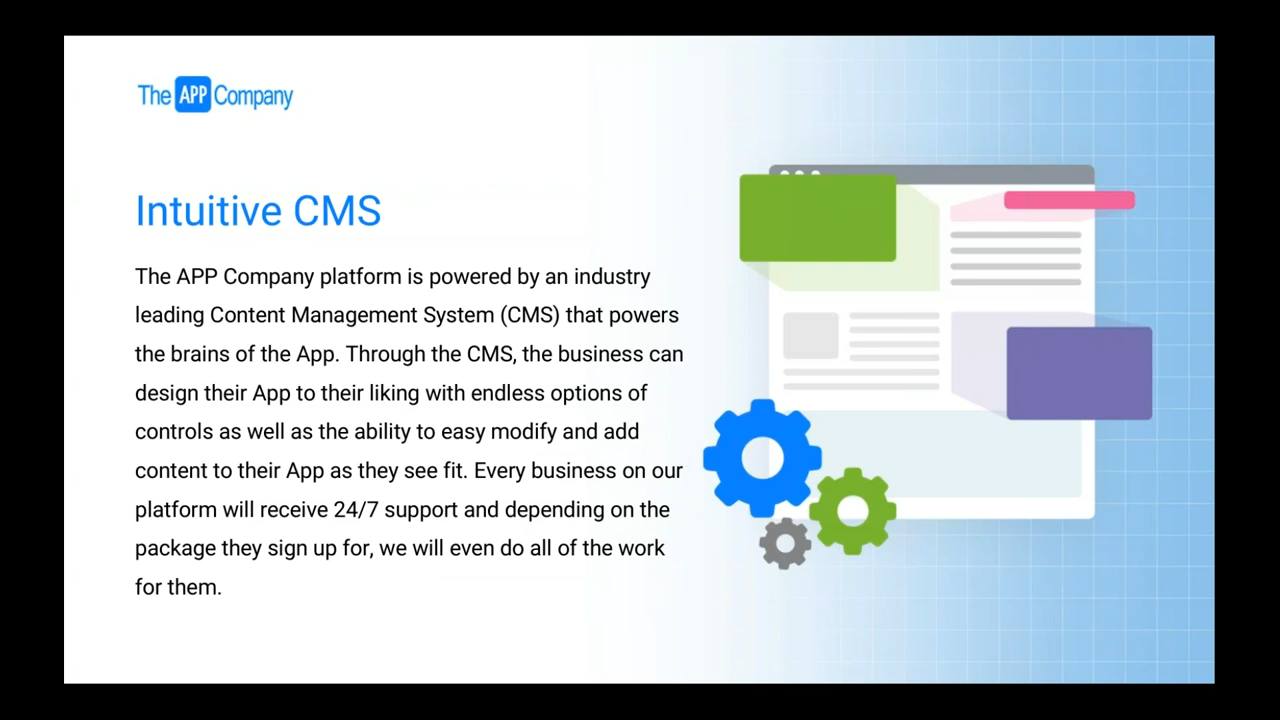 The APP Company
Intuitive CMS
The APP Company platform is powered by an industry
leading Content Management System (CMS) that powers
the brains of the App. Through the CMS, the business can
design their App to their liking with endless options of
controls as well as the ability to easy modify and add
content to their App as they see fit. Every business on our
platform will receive 24/7 support and depending on the
package they sign up for, we will even do all of the work
for them.